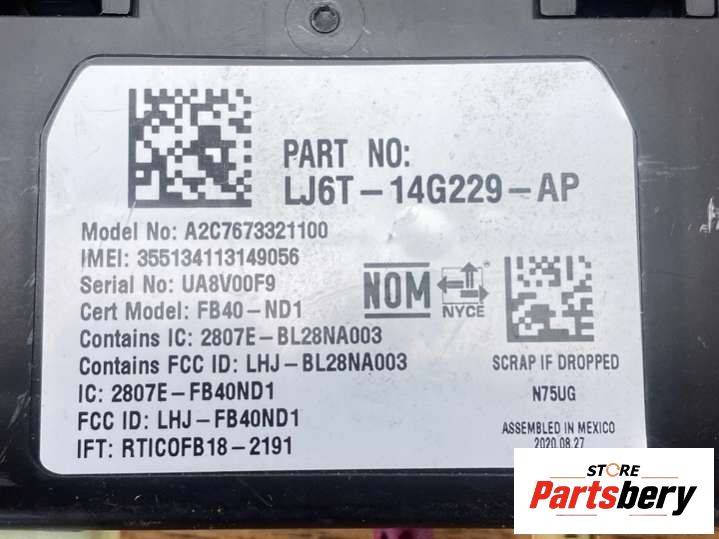 PART NO:
LJ6T-14G229-AP
Model No: A2C7673321100
IMEI: 355134113149056
Serial No: UA8V00F9
Cert Model: FB40-ND1
Contains IC: 2807E-BL28NA003
Contains FCC ID: LHJ-BL28NA003
IC: 2807E-FB40ND1
FCC ID: LHJ-FB40ND1
IFT: RTICOFB18-2191
NOM
NYCE
SCRAP IF DROPPED
N75UG
ASSEMBLED IN MEXICO
2020.08.27
STORE
Partsbery